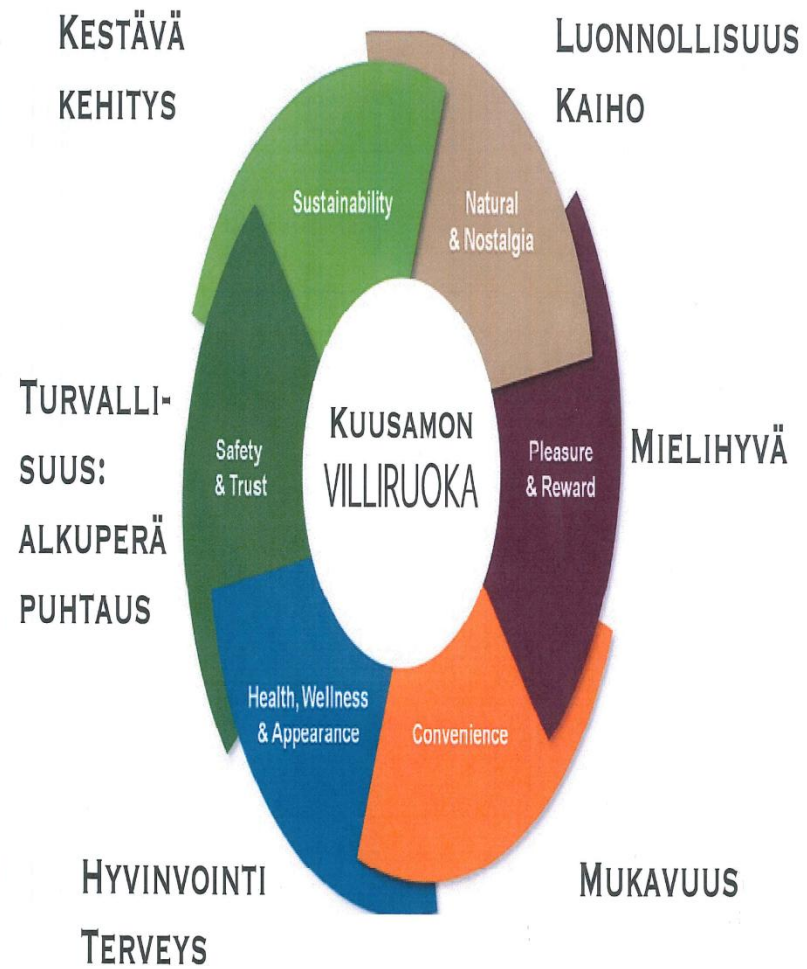 KESTÄVÄ
KEHITYS
LUONNOLLISUUS
KAIHO
Sustainability
Natural
& Nostalgia
TURVALLI-
SUUS:
ALKUPERÄ
PUHTAUS
Safety
& Trust
KUUSAMON
VILLIRUOKA
Pleasure
& Reward
MIELIHYVÄ
Health, Wellness
& Appearance
Convenience
HYVINVOINTI
TERVEYS
MUKAVUUS